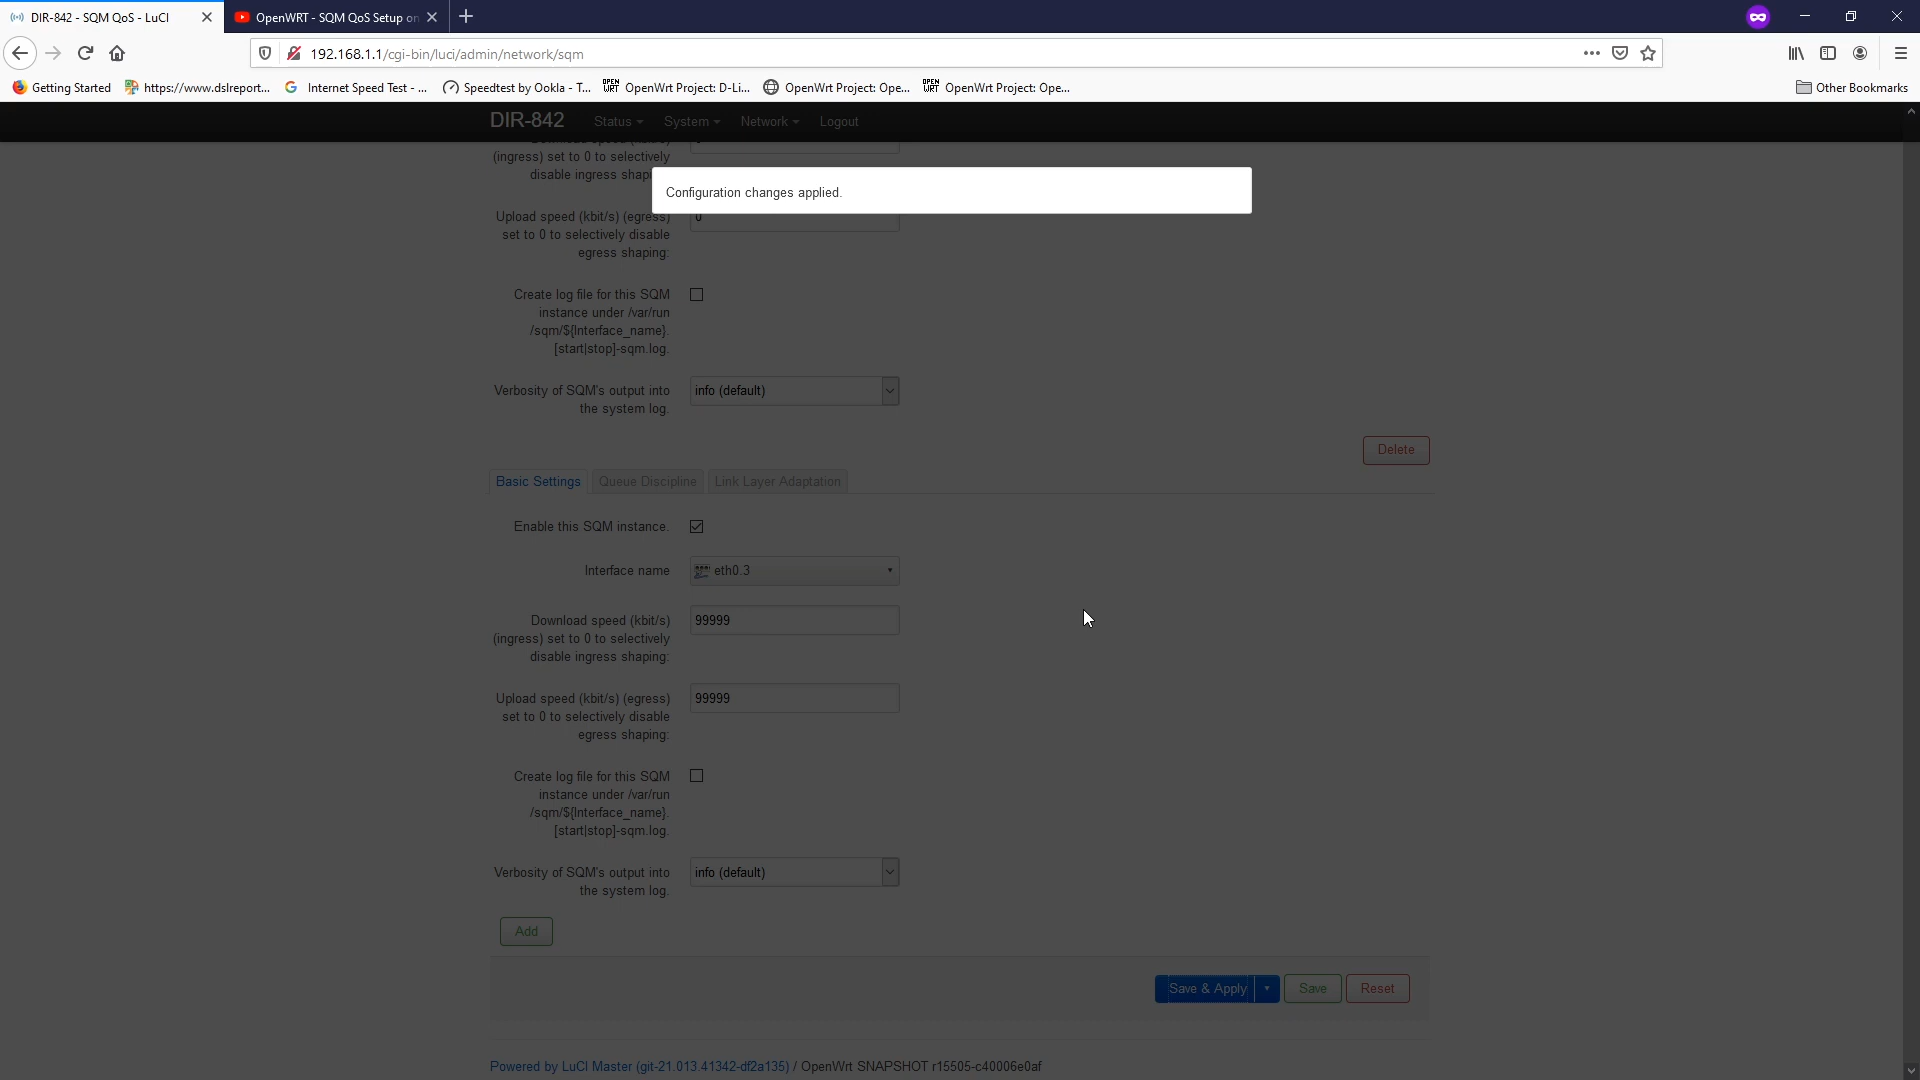 DIR-842 - SQM QoS - LuCI
OpenWRT - SQM QoS Setup on
192.168.1.1/cgi-bin/luci/admin/network/sqm
Getting Started
https://www.dslreport...
Internet Speed Test - ...
Speedtest by Ookla - T...
OpenWrt Project: D-Li...
OpenWrt Project: Ope...
OpenWrt Project: Ope...
Other Bookmarks
DIR-842
Status
System
Network
Logout
(ingress) set to 0 to selectively
disable ingress shap
Configuration changes applied.
Upload speed (kbit/s) (egress)
set to 0 to selectively disable
egress shaping:
0
Create log file for this SQM
instance under /var/run
/sqm/${Interface_name}.
[start|stop]-sqm.log.
Verbosity of SQM's output into
the system log.
info (default)
Delete
Basic Settings
Queue Discipline
Link Layer Adaptation
Enable this SQM instance.
Interface name
eth0.3
Download speed (kbit/s)
(ingress) set to 0 to selectively
disable ingress shaping:
99999
Upload speed (kbit/s) (egress)
set to 0 to selectively disable
egress shaping:
99999
Create log file for this SQM
instance under /var/run
/sqm/${Interface_name}.
[start|stop]-sqm.log.
Verbosity of SQM's output into
the system log.
info (default)
Add
Save & Apply
Save
Reset
Powered by LuCI Master (git-21.013.41342-df2a135) / OpenWrt SNAPSHOT r15505-c40006e0af